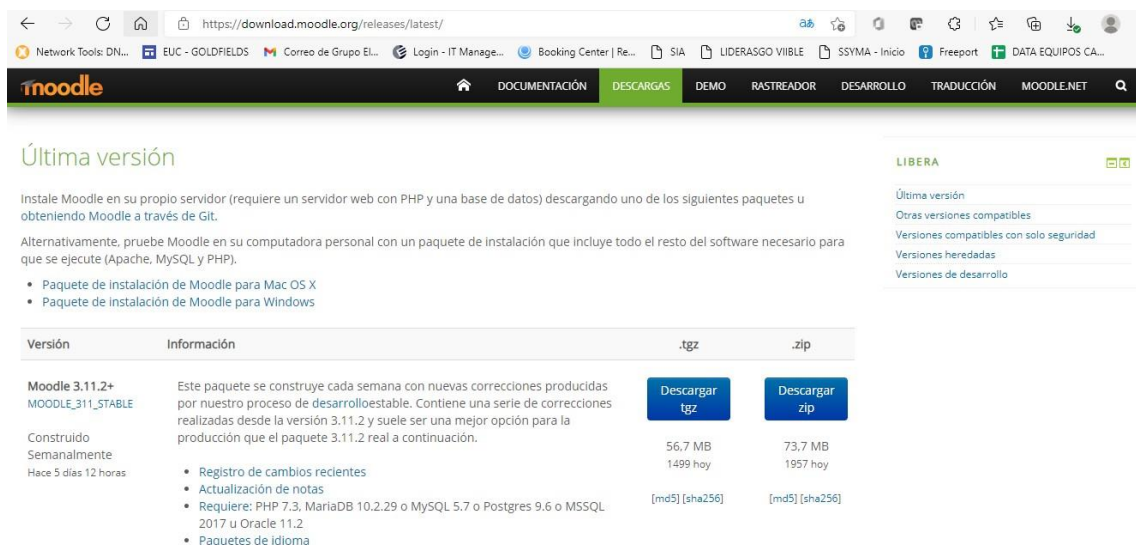 https://download.moodle.org/releases/latest/
Network Tools: DN...
EUC - GOLDFIELDS
Correo de Grupo El...
Login - IT Manage...
Booking Center | Re...
SIA
LIDERASGO VIIBLE
SSYMA - Inicio
Freeport
DATA EQUIPOS CA...
moodle
DOCUMENTACIÓN
DESCARGAS
DEMO
RASTREADOR
DESARROLLO
TRADUCCIÓN
MOODLE.NET
Última versión
Instale Moodle en su propio servidor (requiere un servidor web con PHP y una base de datos) descargando uno de los siguientes paquetes u
obteniendo Moodle a través de Git.
Alternativamente, pruebe Moodle en su computadora personal con un paquete de instalación que incluye todo el resto del software necesario para
que se ejecute (Apache, MySQL y PHP).
• Paquete de instalación de Moodle para Mac OS X
• Paquete de instalación de Moodle para Windows
LIBERA
Última versión
Otras versiones compatibles
Versiones compatibles con solo seguridad
Versiones heredadas
Versiones de desarrollo
Versión
Información
.tgz
.zip
Moodle 3.11.2+
MOODLE_311_STABLE
Construido
Semanalmente
Hace 5 días 12 horas
Este paquete se construye cada semana con nuevas correcciones producidas
por nuestro proceso de desarrolloestable. Contiene una serie de correcciones
realizadas desde la versión 3.11.2 y suele ser una mejor opción para la
producción que el paquete 3.11.2 real a continuación.
• Registro de cambios recientes
• Actualización de notas
• Requiere: PHP 7.3, MariaDB 10.2.29 o MySQL 5.7 o Postgres 9.6 o MSSQL
2017 u Oracle 11.2
• Paquetes de idioma
Descargar
tgz
56,7 MB
1499 hoy
[md5] [sha256]
Descargar
zip
73,7 MB
1957 hoy
[md5] [sha256]